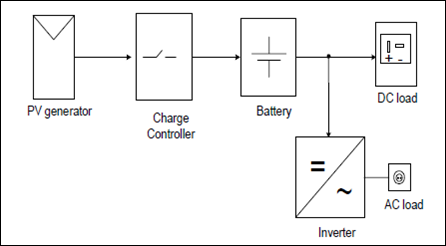 PV generator
Charge
Controller
Battery
DC load
+ -
=
~
Inverter
AC load